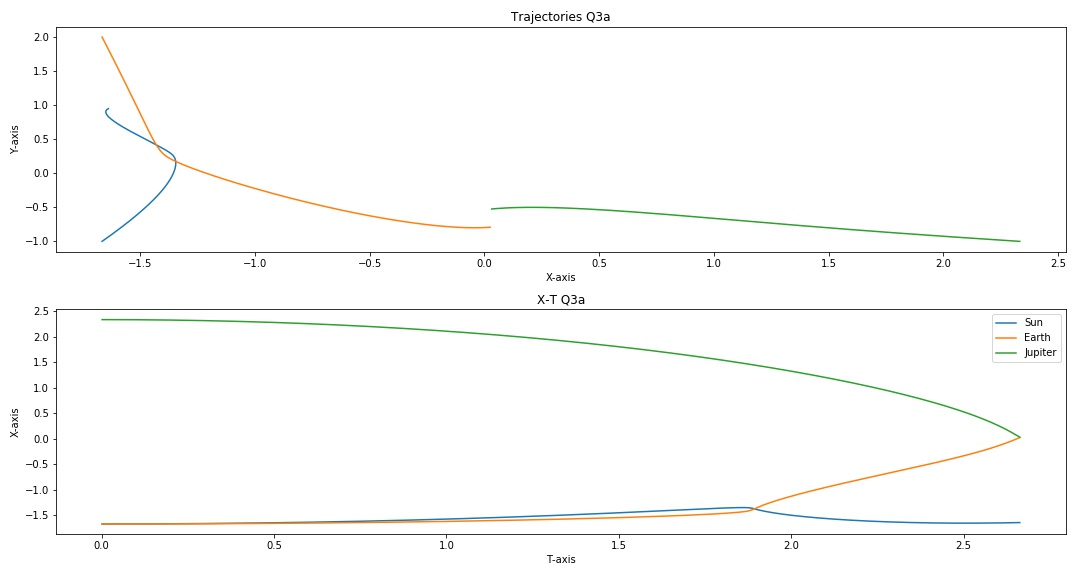 Trajectories Q3a
2.0
1.5
1.0
0.5
0.0
−0.5
−1.0
Y-axis
−1.5 −1.0 −0.5 0.0 0.5 1.0 1.5 2.0 2.5
X-axis
X-T Q3a
2.5
2.0
1.5
1.0
0.5
0.0
−0.5
−1.0
−1.5
X-axis
Sun
Earth
Jupiter
0.0 0.5 1.0 1.5 2.0 2.5
T-axis